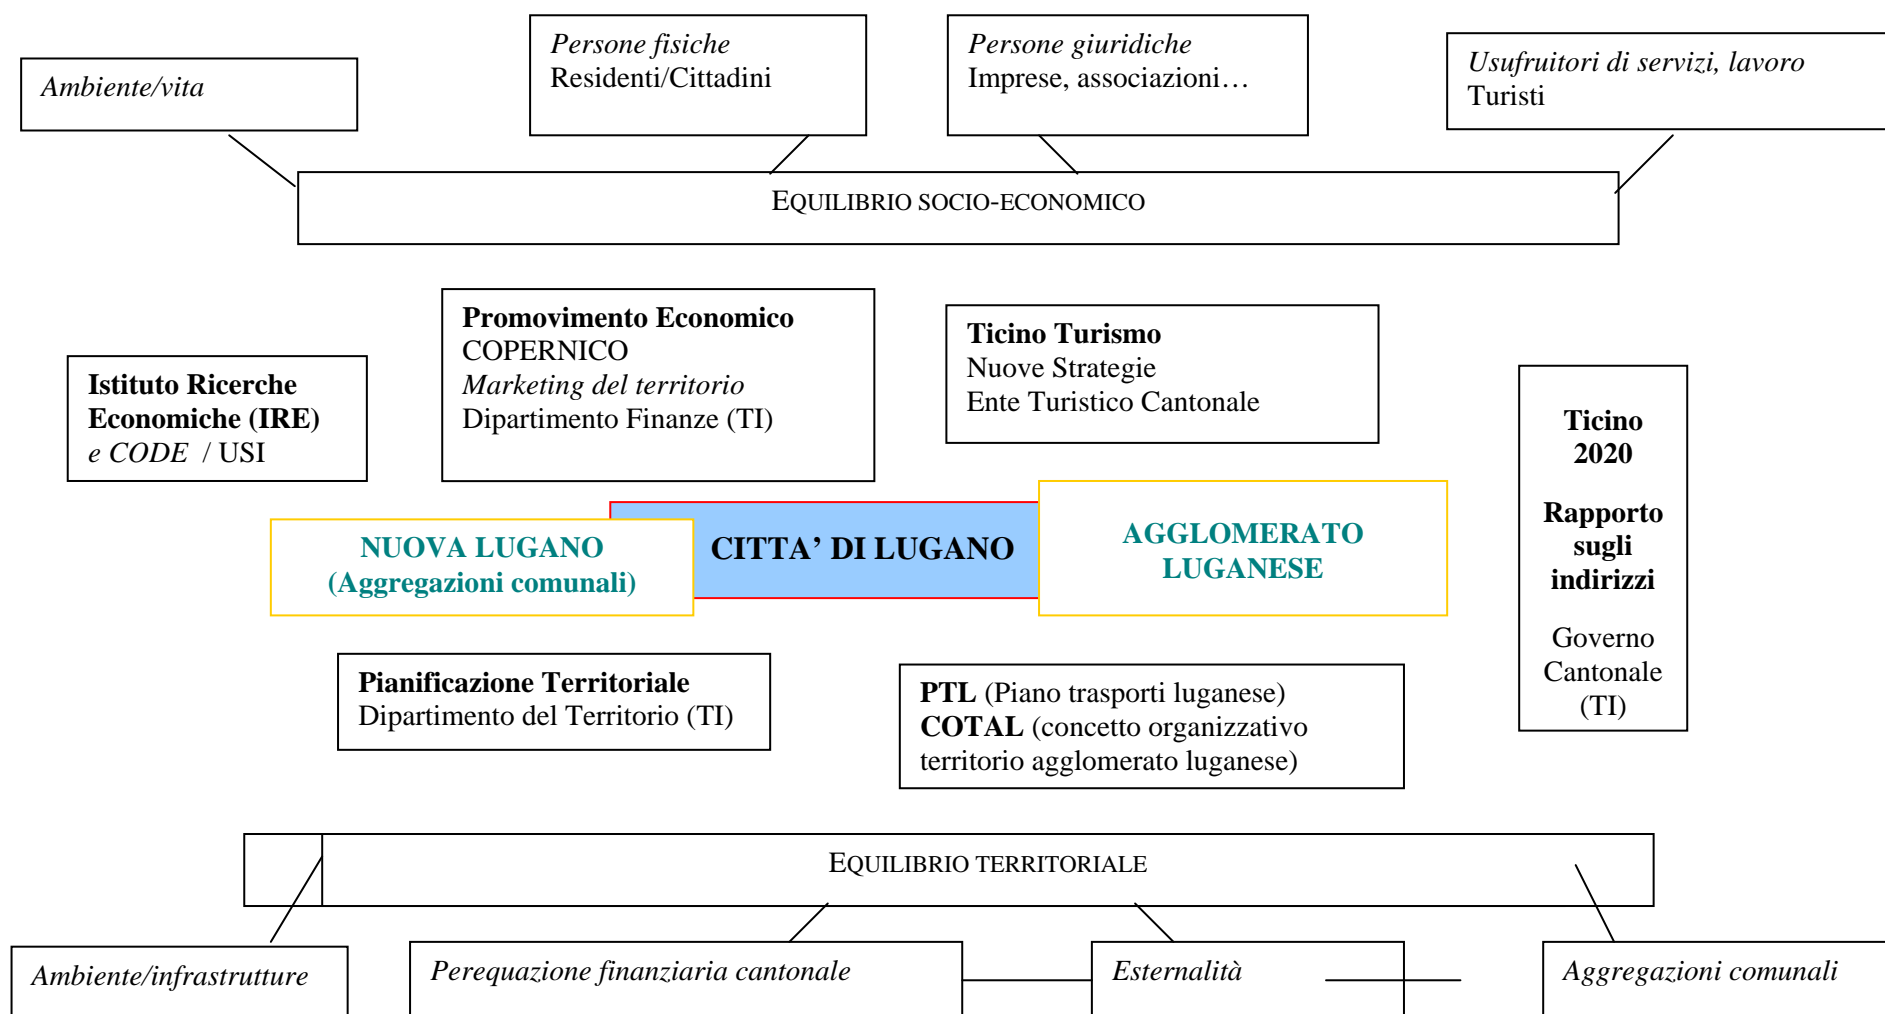 Ambiente/vita
Persone fisiche
Residenti/Cittadini
Persone giuridiche
Imprese, associazioni…
Usufruitori di servizi, lavoro
Turisti
EQUILIBRIO SOCIO-ECONOMICO
Istituto Ricerche
Economiche (IRE)
e CODE / USI
Promovimento Economico
COPERNICO
Marketing del territorio
Dipartimento Finanze (TI)
Ticino Turismo
Nuove Strategie
Ente Turistico Cantonale
Ticino
2020
Rapporto
sugli
indirizzi
Governo
Cantonale
(TI)
NUOVA LUGANO
(Aggregazioni comunali)
CITTA’ DI LUGANO
AGGLOMERATO
LUGANESE
Pianificazione Territoriale
Dipartimento del Territorio (TI)
PTL (Piano trasporti luganese)
COTAL (concetto organizzativo
territorio agglomerato luganese)
EQUILIBRIO TERRITORIALE
Ambiente/infrastrutture
Perequazione finanziaria cantonale
Esternalità
Aggregazioni comunali